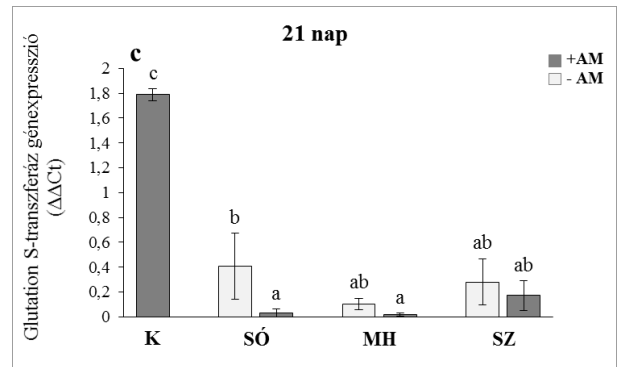 21 nap
c
+AM
- AM
Glutation S-transzferáz génexpresszió
(ΔΔCt)
2
1,8
1,6
1,4
1,2
1
0,8
0,6
0,4
0,2
0
c
b
a
ab
a
ab
ab
K
SÓ
MH
SZ